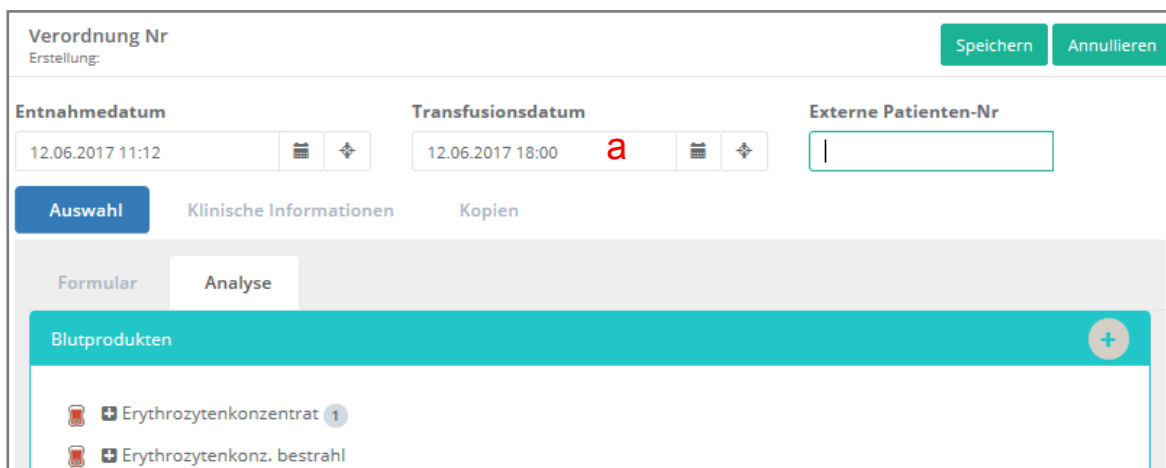 Verordnung Nr
Erstellung:
Speichern Annullieren
Entnahmedatum Transfusionsdatum Externe Patienten-Nr
12.06.2017 11:12 12.06.2017 18:00 a
Auswahl Klinische Informationen Kopien
Formular Analyse
Blutprodukten +
Erythrozytenkonzentrat 1
Erythrozytenkonz. bestrahl